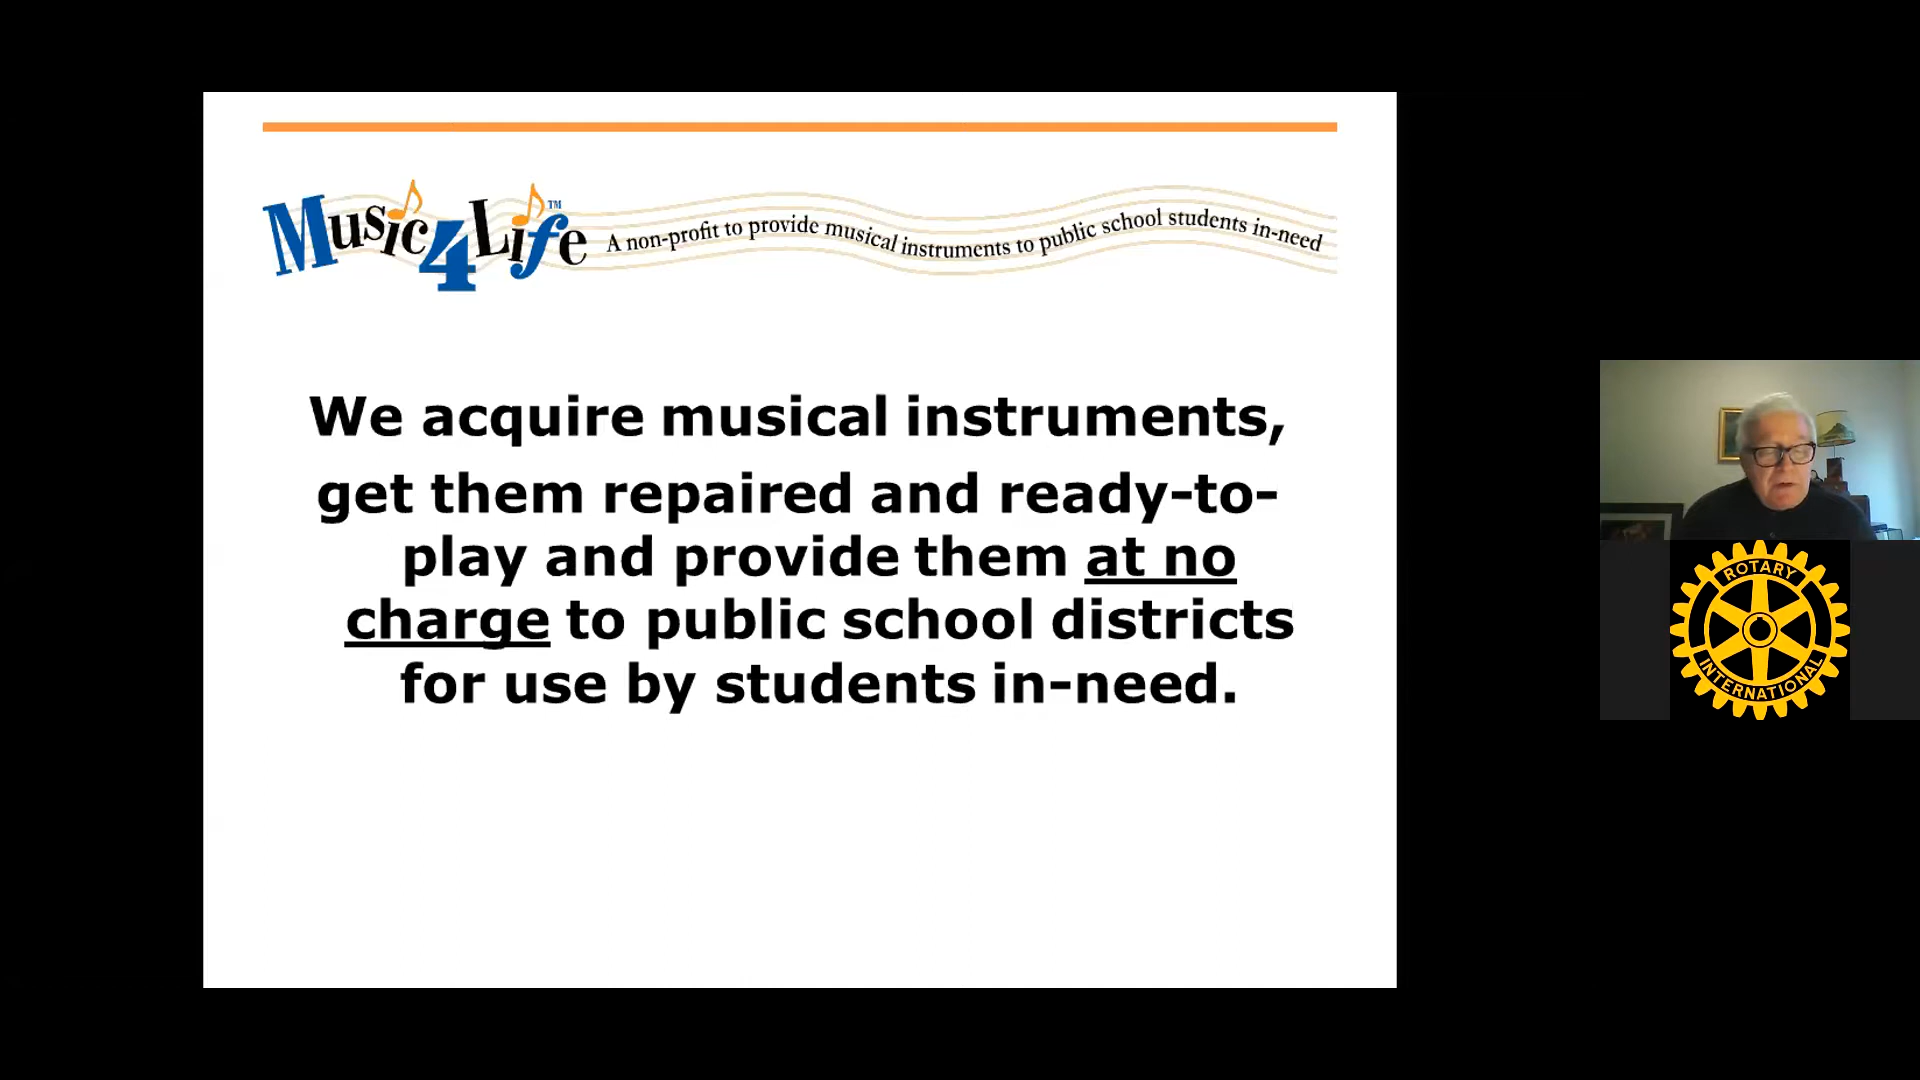 Music4Life™ A non-profit to provide musical instruments to public school students in-need
We acquire musical instruments,
get them repaired and ready-to-
play and provide them at no
charge to public school districts
for use by students in-need.
ROTARY
INTERNATIONAL